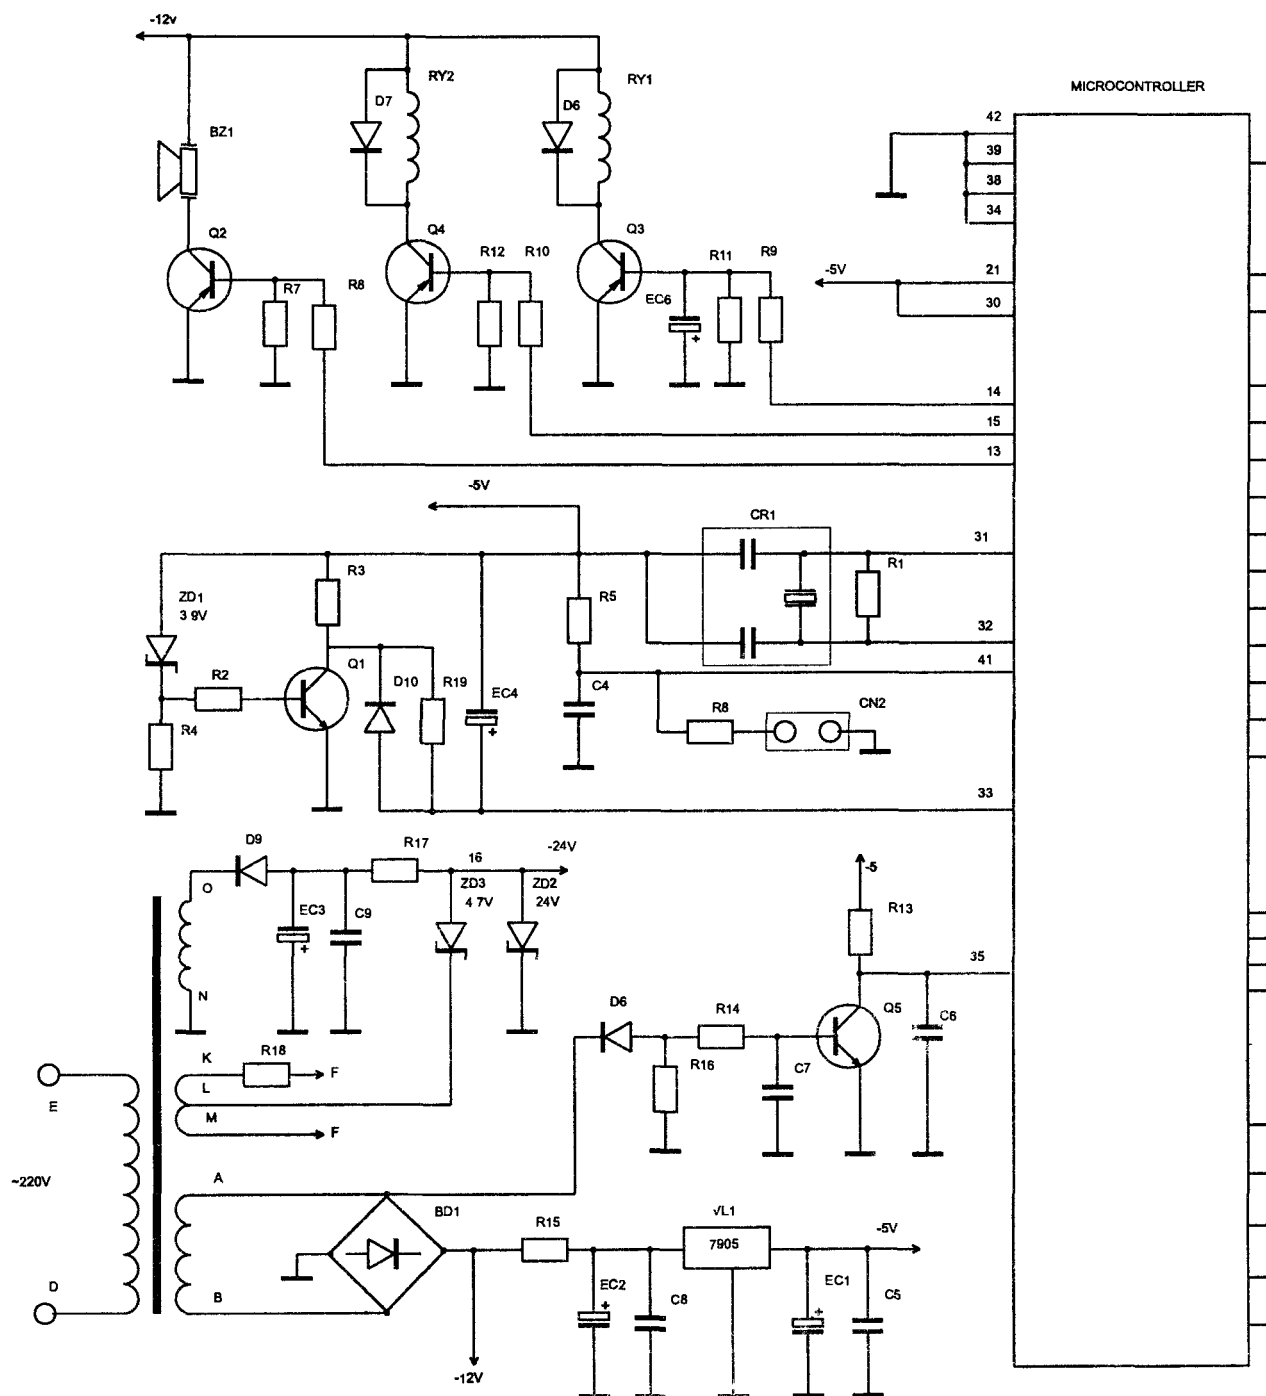 -12v
RY2
RY1
MICROCONTROLLER
D7
D6
42
BZ1
39
38
34
Q2
Q4
Q3
R12
R10
R11
R9
-5V
21
R7
R8
EC6
+
30
14
15
13
-5V
CR1
31
R3
R1
ZD1
3 9V
R5
32
Q1
41
R2
D10
R19
EC4
C4
CN2
R4
R8
+
33
D9
R17
16
-24V
O
ZD3
4 7V
ZD2
24V
-5
EC3
C9
R13
+
35
N
D6
R14
Q5
C6
K
R18
F
R16
C7
E
L
M
F
~220V
A
BD1
R15
√L1
7905
-5V
D
B
EC2
C8
EC1
C5
+
+
-12V